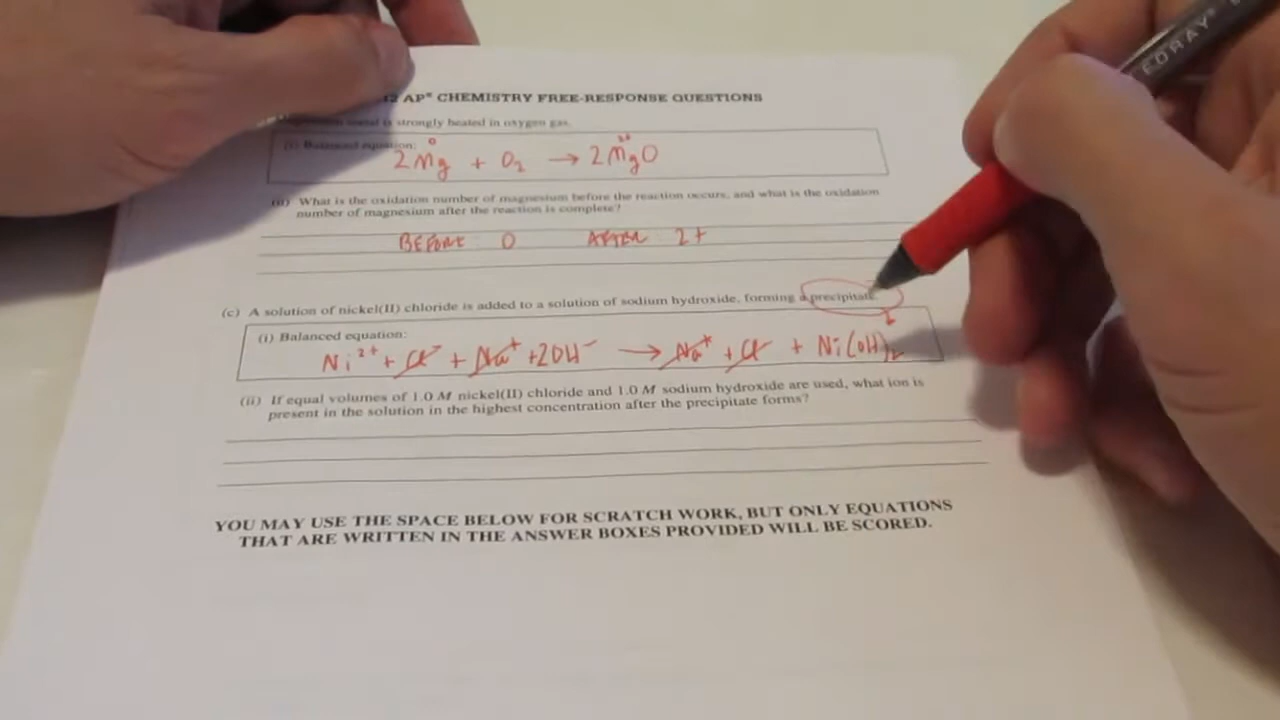 12 AP® CHEMISTRY FREE-RESPONSE QUESTIONS
is strongly heated in oxygen gas.
(i) Balanced equation:
0 2+
2Mg + O₂ → 2MgO
(ii) What is the oxidation number of magnesium before the reaction occurs, and what is the oxidation
number of magnesium after the reaction is complete?
BEFORE 0 AFTER 2+
(c) A solution of nickel(II) chloride is added to a solution of sodium hydroxide, forming a precipitate.
(i) Balanced equation:
Ni²⁺ + Cl⁻ + Na⁺ + 2OH⁻ → Na⁺ + Cl⁻ + Ni(OH)₂
(ii) If equal volumes of 1.0 M nickel(II) chloride and 1.0 M sodium hydroxide are used, what ion is
present in the solution in the highest concentration after the precipitate forms?
YOU MAY USE THE SPACE BELOW FOR SCRATCH WORK, BUT ONLY EQUATIONS
THAT ARE WRITTEN IN THE ANSWER BOXES PROVIDED WILL BE SCORED.